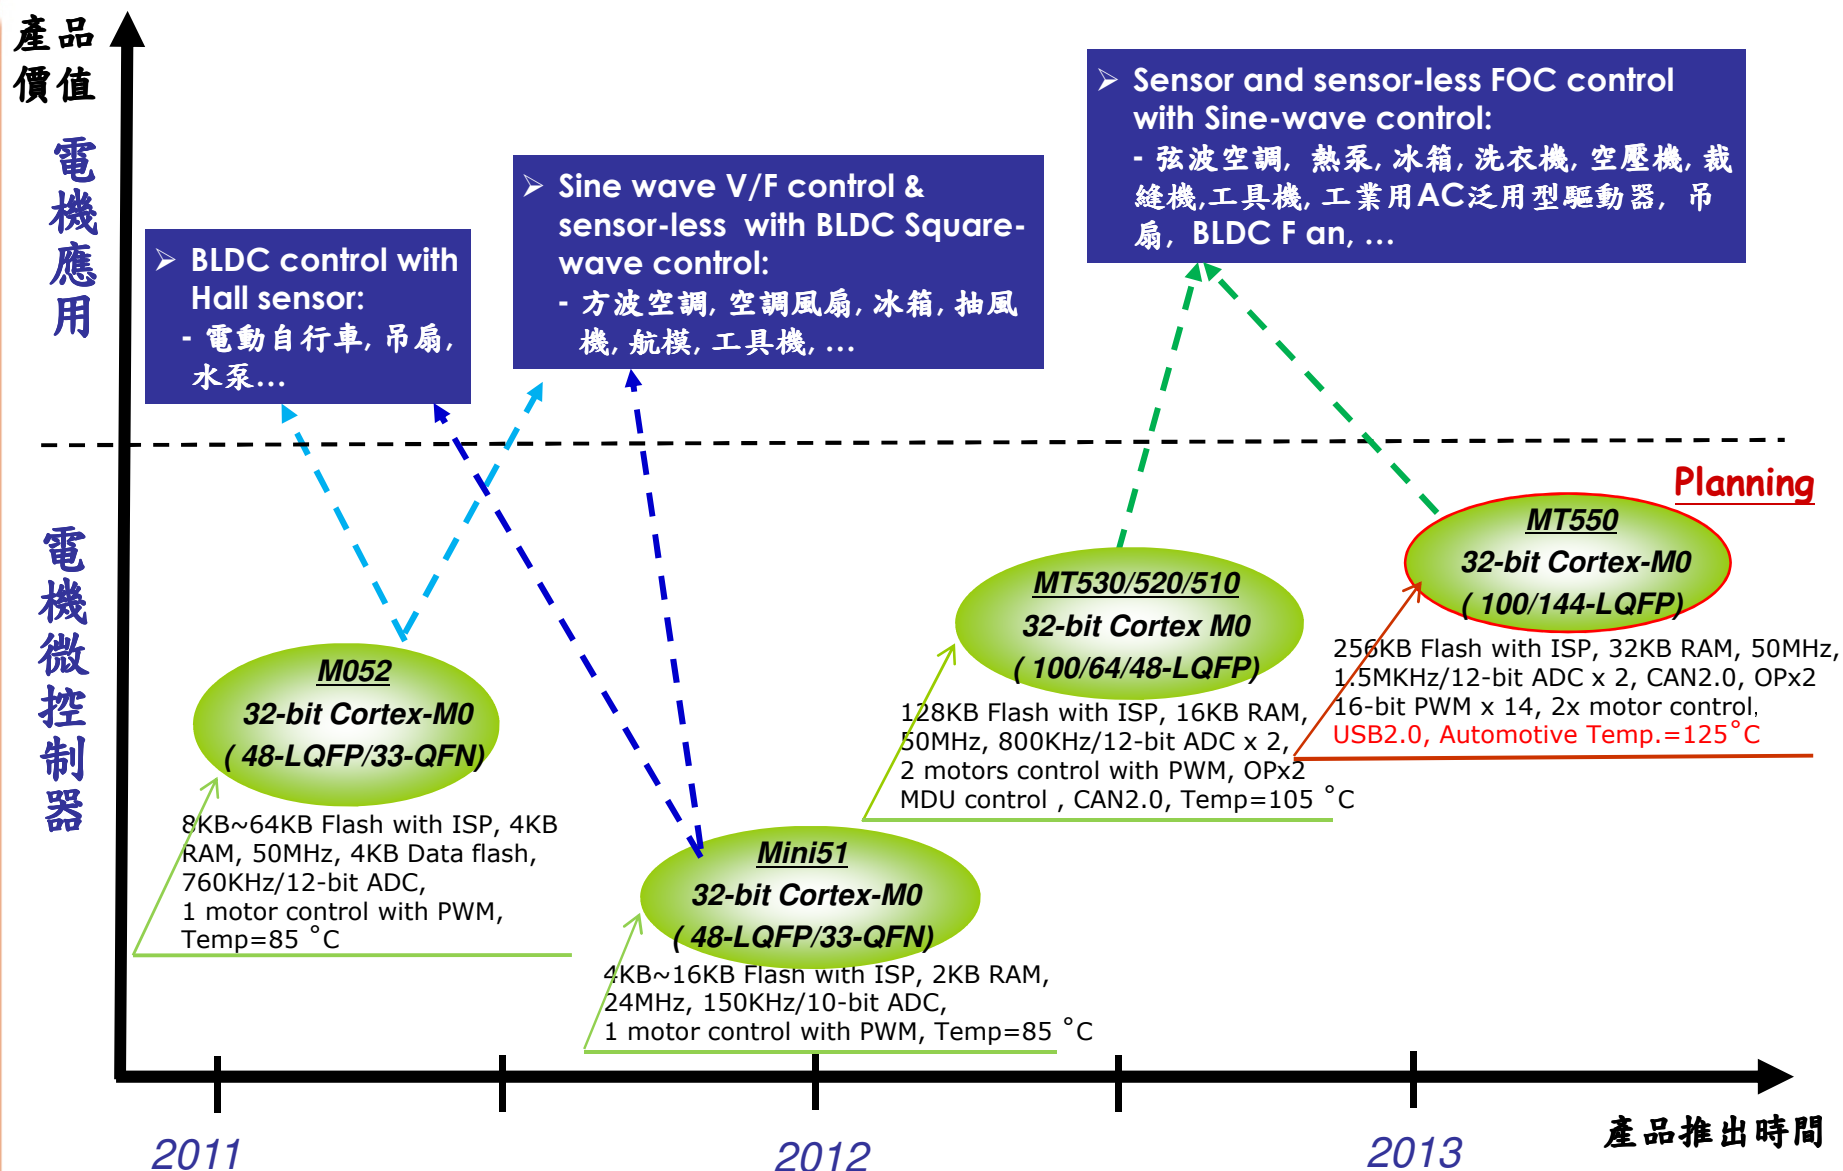 產品
價值
電機應用
➢ BLDC control with
Hall sensor:
- 電動自行車, 吊扇,
水泵...
➢ Sine wave V/F control &
sensor-less with BLDC Square-
wave control:
- 方波空調, 空調風扇, 冰箱, 抽風
機, 航模, 工具機, ...
➢ Sensor and sensor-less FOC control
with Sine-wave control:
- 弦波空調, 熱泵, 冰箱, 洗衣機, 空壓機, 裁
縫機, 工具機, 工業用AC泛用型驅動器, 吊
扇, BLDC F an, ...
電機微控制器
Planning
M052
32-bit Cortex-M0
( 48-LQFP/33-QFN)
8KB~64KB Flash with ISP, 4KB
RAM, 50MHz, 4KB Data flash,
760KHz/12-bit ADC,
1 motor control with PWM,
Temp=85 °C
Mini51
32-bit Cortex-M0
( 48-LQFP/33-QFN)
4KB~16KB Flash with ISP, 2KB RAM,
24MHz, 150KHz/10-bit ADC,
1 motor control with PWM, Temp=85 °C
MT530/520/510
32-bit Cortex M0
( 100/64/48-LQFP)
128KB Flash with ISP, 16KB RAM,
50MHz, 800KHz/12-bit ADC x 2,
2 motors control with PWM, OPx2
MDU control , CAN2.0, Temp=105 °C
MT550
32-bit Cortex-M0
( 100/144-LQFP)
256KB Flash with ISP, 32KB RAM, 50MHz,
1.5MKHz/12-bit ADC x 2, CAN2.0, OPx2
16-bit PWM x 14, 2x motor control,
USB2.0, Automotive Temp.=125°C
2011
2012
2013
產品推出時間